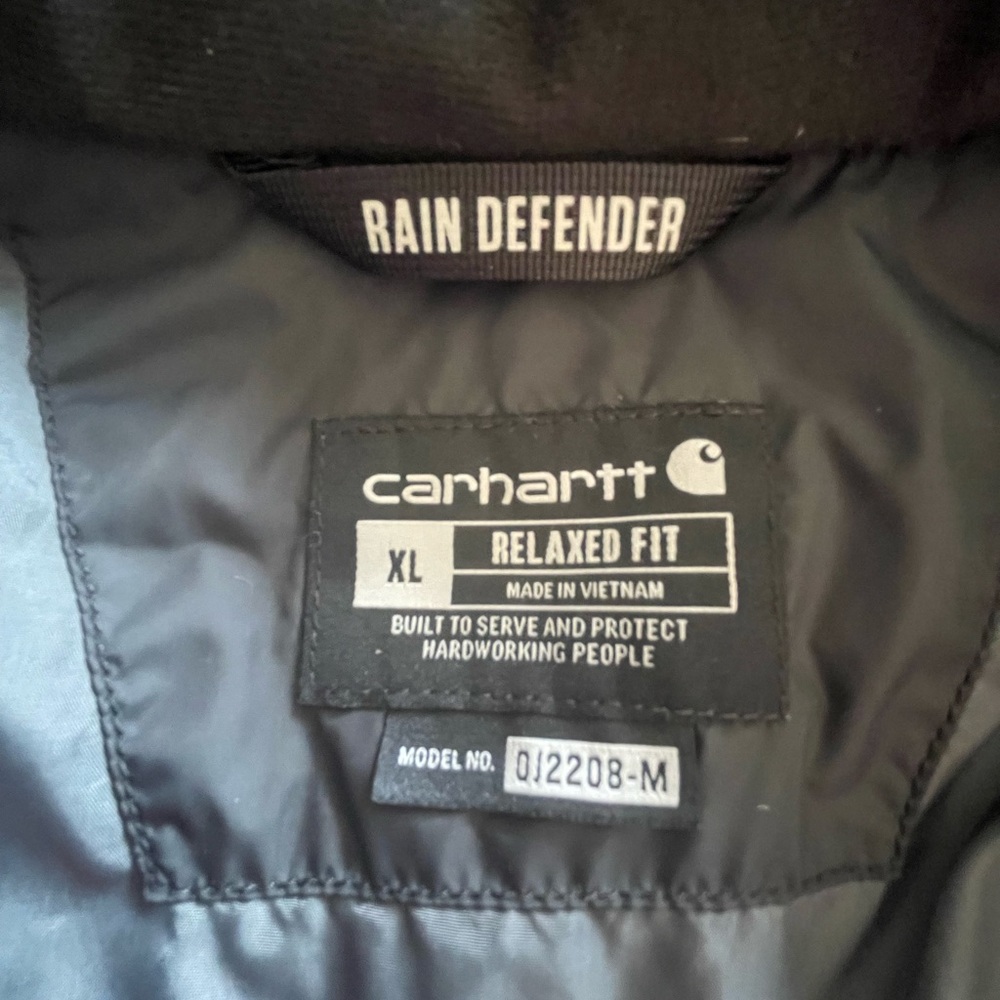 RAIN DEFENDER
carhartt
XL RELAXED FIT
MADE IN VIETNAM
BUILT TO SERVE AND PROTECT
HARDWORKING PEOPLE
MODEL NO. OJ2208-M